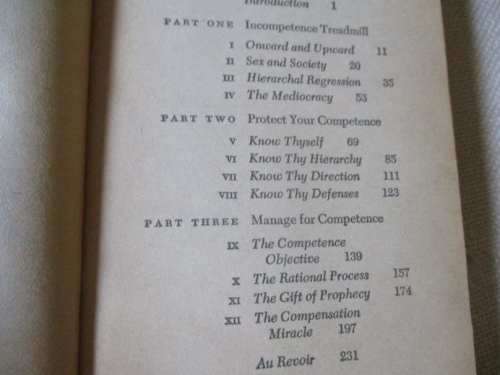 Introduction 1
PART ONE Incompetence Treadmill
I Onward and Upward 11
II Sex and Society 20
III Hierarchal Regression 35
IV The Mediocracy 53
PART TWO Protect Your Competence
V Know Thyself 69
VI Know Thy Hierarchy 85
VII Know Thy Direction 111
VIII Know Thy Defenses 123
PART THREE Manage for Competence
IX The Competence
Objective 139
X The Rational Process 157
XI The Gift of Prophecy 174
XII The Compensation
Miracle 197
Au Revoir 231